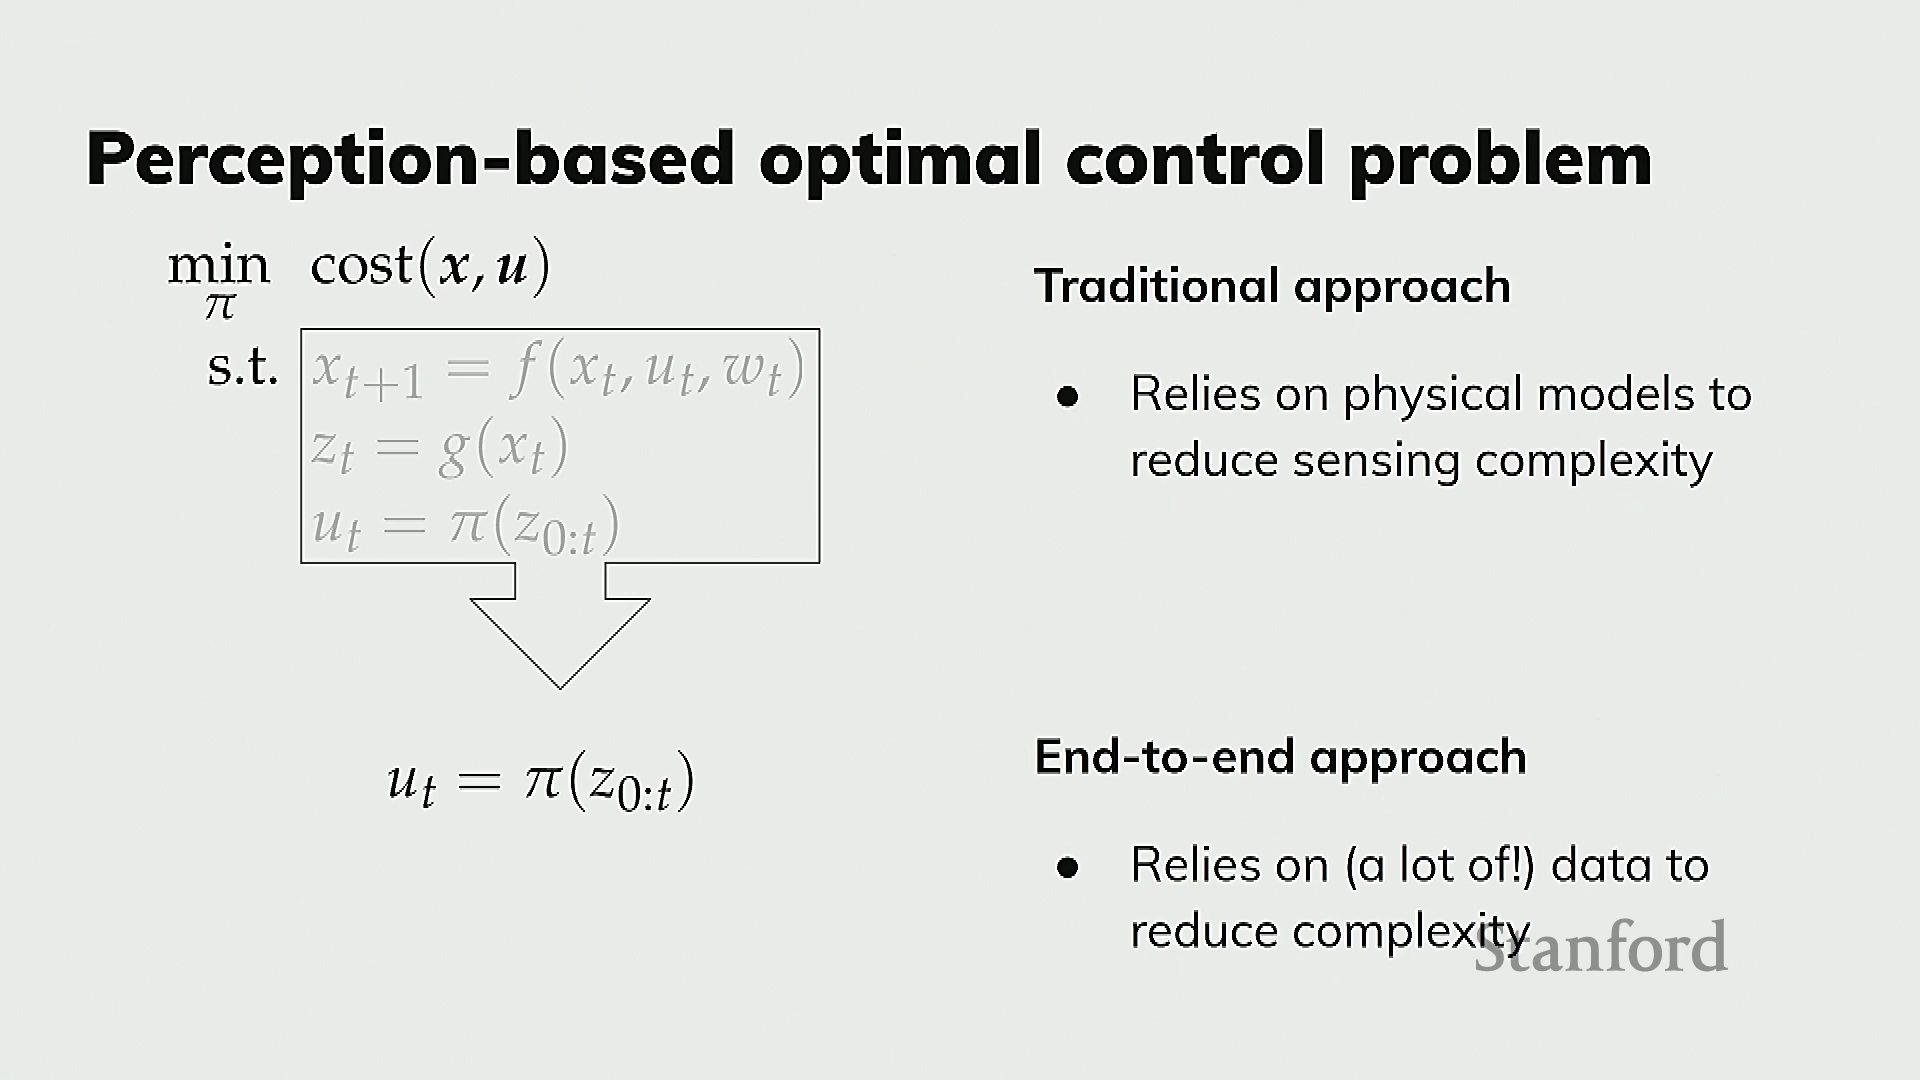 Perception-based optimal control problem
min cost(x, u)
π
s.t. x_{t+1} = f(x_t, u_t, w_t)
z_t = g(x_t)
u_t = π(z_{0:t})
u_t = π(z_{0:t})
Traditional approach
● Relies on physical models to
reduce sensing complexity
End-to-end approach
● Relies on (a lot of!) data to
reduce complexity
Stanford